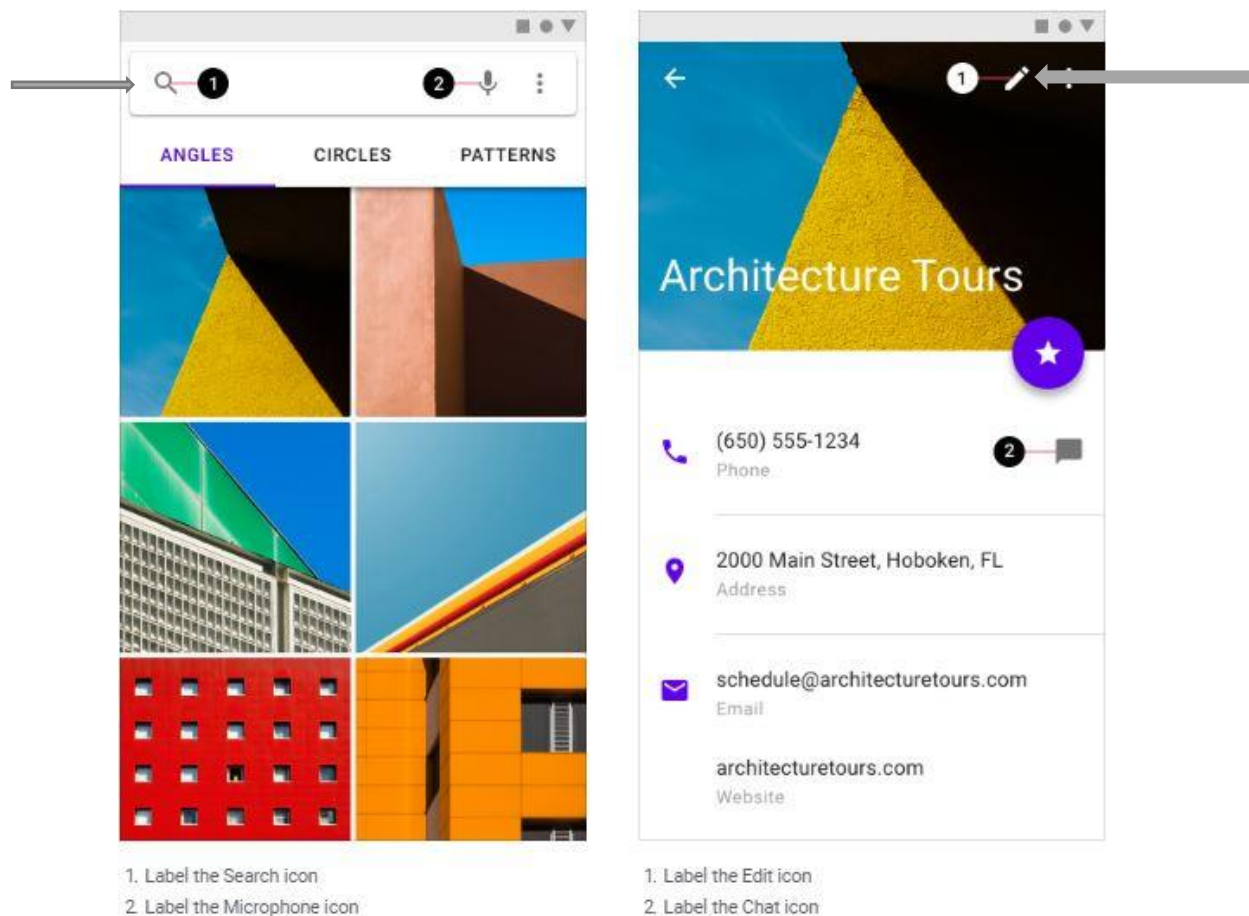 1
2
ANGLES CIRCLES PATTERNS
1. Label the Search icon
2. Label the Microphone icon
1
Architecture Tours
(650) 555-1234
Phone
2
2000 Main Street, Hoboken, FL
Address
schedule@architecturetours.com
Email
architecturetours.com
Website
1. Label the Edit icon
2. Label the Chat icon